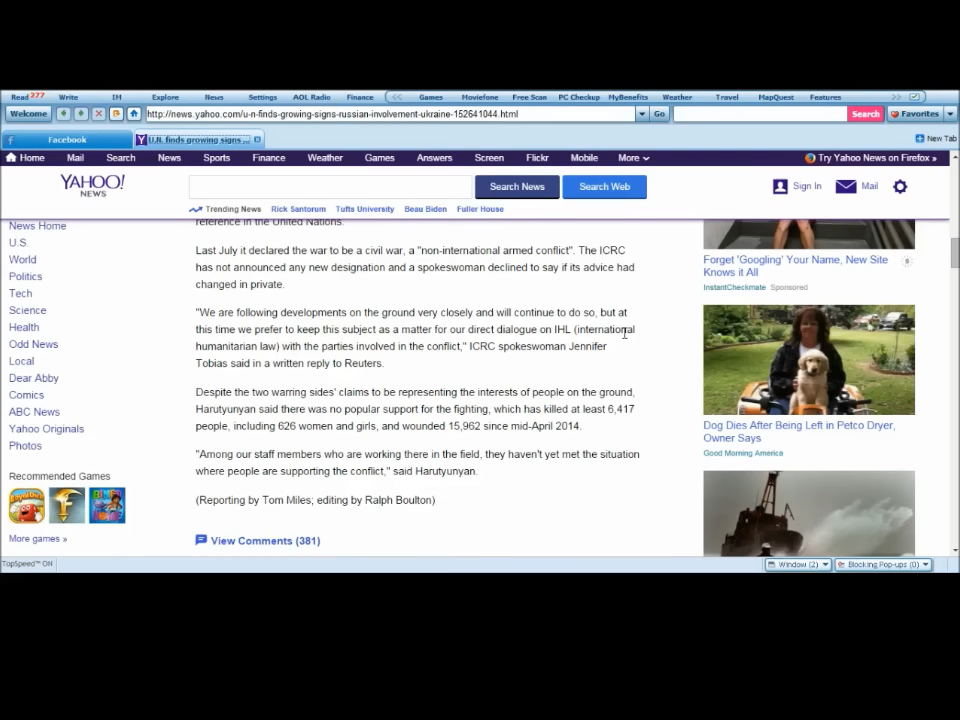 Read 277 Write IM Explore News Settings AOL Radio Finance Games Moviefone Free Scan PC Checkup MyBenefits Weather Travel MapQuest Features
Welcome http://news.yahoo.com/u-n-finds-growing-signs-russian-involvement-ukraine-152641044.html Go Search Favorites
Facebook U.N. finds growing signs ... New Tab
Home Mail Search News Sports Finance Weather Games Answers Screen Flickr Mobile More Try Yahoo News on Firefox »
YAHOO!
NEWS
Search News Search Web Sign In Mail
Trending News Rick Santorum Tufts University Beau Biden Fuller House
News Home
U.S.
World
Politics
Tech
Science
Health
Odd News
Local
Dear Abby
Comics
ABC News
Yahoo Originals
Photos
Recommended Games
More games »
reference in the United Nations.
Last July it declared the war to be a civil war, a "non-international armed conflict". The ICRC
has not announced any new designation and a spokeswoman declined to say if its advice had
changed in private.
"We are following developments on the ground very closely and will continue to do so, but at
this time we prefer to keep this subject as a matter for our direct dialogue on IHL (international
humanitarian law) with the parties involved in the conflict," ICRC spokeswoman Jennifer
Tobias said in a written reply to Reuters.
Despite the two warring sides' claims to be representing the interests of people on the ground,
Harutyunyan said there was no popular support for the fighting, which has killed at least 6,417
people, including 626 women and girls, and wounded 15,962 since mid-April 2014.
"Among our staff members who are working there in the field, they haven't yet met the situation
where people are supporting the conflict," said Harutyunyan.
(Reporting by Tom Miles; editing by Ralph Boulton)
View Comments (381)
Forget 'Googling' Your Name, New Site
Knows it All
InstantCheckmate Sponsored
Dog Dies After Being Left in Petco Dryer,
Owner Says
Good Morning America
TopSpeed™ ON Window (2) Blocking Pop-ups (0)